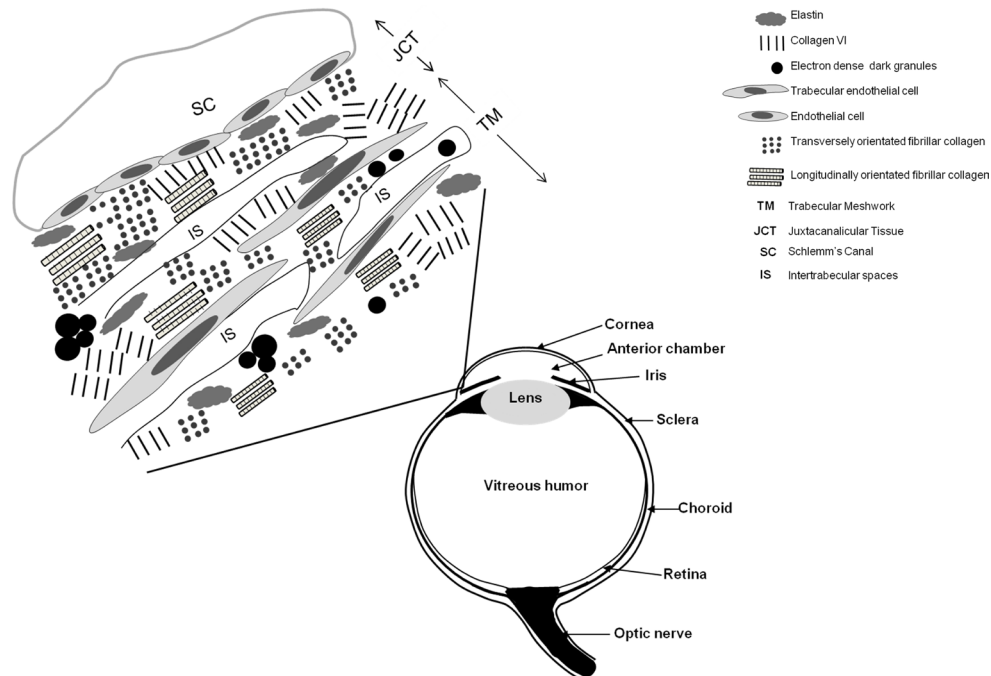 JCT
TM
SC
IS
IS
IS
Elastin
Collagen VI
Electron dense dark granules
Trabecular endothelial cell
Endothelial cell
Transversely orientated fibrillar collagen
Longitudinally orientated fibrillar collagen
TM Trabecular Meshwork
JCT Juxtacanalicular Tissue
SC Schlemm's Canal
IS Intertrabecular spaces
Cornea
Anterior chamber
Iris
Lens
Sclera
Vitreous humor
Choroid
Retina
Optic nerve